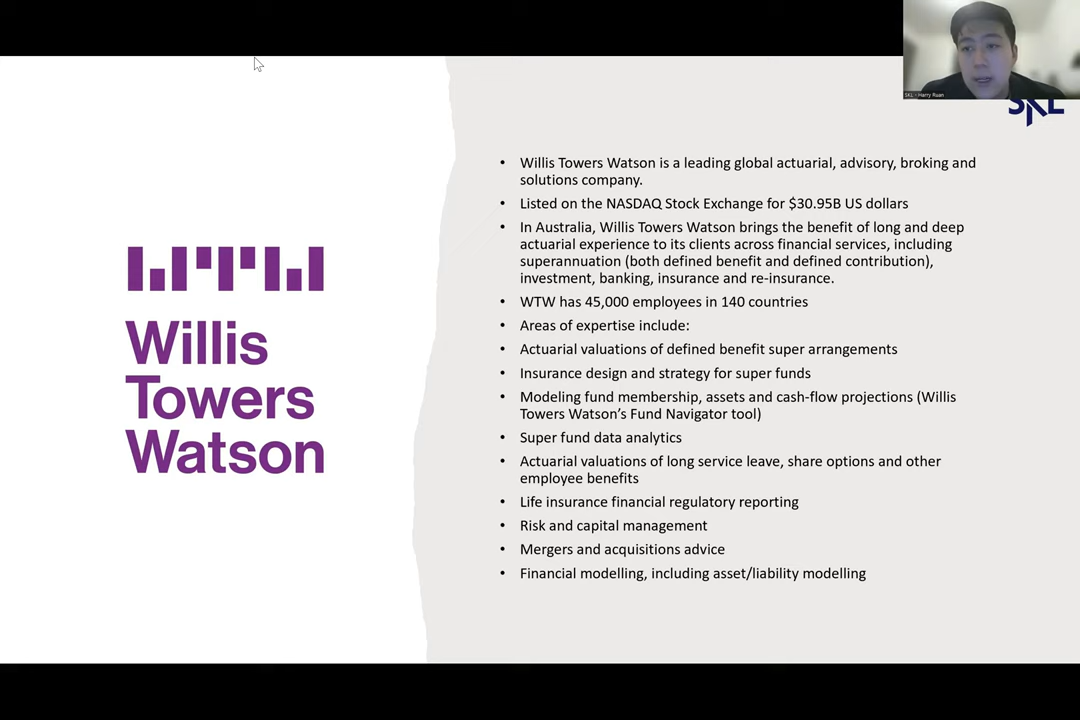 SKL - Harry Ruan
SKL
• Willis Towers Watson is a leading global actuarial, advisory, broking and
solutions company.
• Listed on the NASDAQ Stock Exchange for $30.95B US dollars
• In Australia, Willis Towers Watson brings the benefit of long and deep
actuarial experience to its clients across financial services, including
superannuation (both defined benefit and defined contribution),
investment, banking, insurance and re-insurance.
• WTW has 45,000 employees in 140 countries
• Areas of expertise include:
• Actuarial valuations of defined benefit super arrangements
• Insurance design and strategy for super funds
• Modeling fund membership, assets and cash-flow projections (Willis
Towers Watson’s Fund Navigator tool)
• Super fund data analytics
• Actuarial valuations of long service leave, share options and other
employee benefits
• Life insurance financial regulatory reporting
• Risk and capital management
• Mergers and acquisitions advice
• Financial modelling, including asset/liability modelling
Willis
Towers
Watson